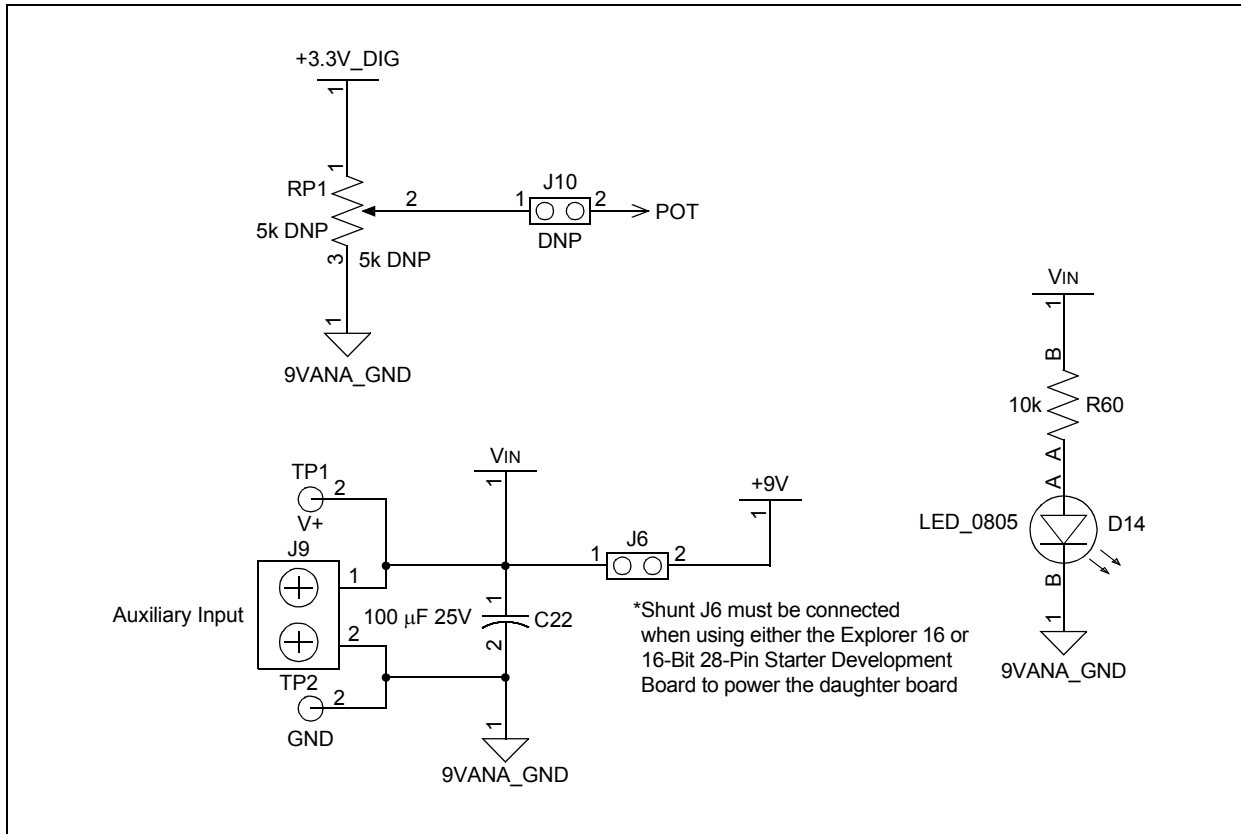 +3.3V_DIG
1
1
RP1
5k DNP
3
5k DNP
2
1
9VANA_GND
J10
1
2
DNP
POT
VIN
1
B
10k
R60
A
A
LED_0805
D14
B
1
9VANA_GND
TP1
2
V+
J9
1
Auxiliary Input
2
TP2
2
GND
VIN
1
1
100 μF 25V
C22
2
1
9VANA_GND
J6
1
2
+9V
1
*Shunt J6 must be connected
when using either the Explorer 16 or
16-Bit 28-Pin Starter Development
Board to power the daughter board